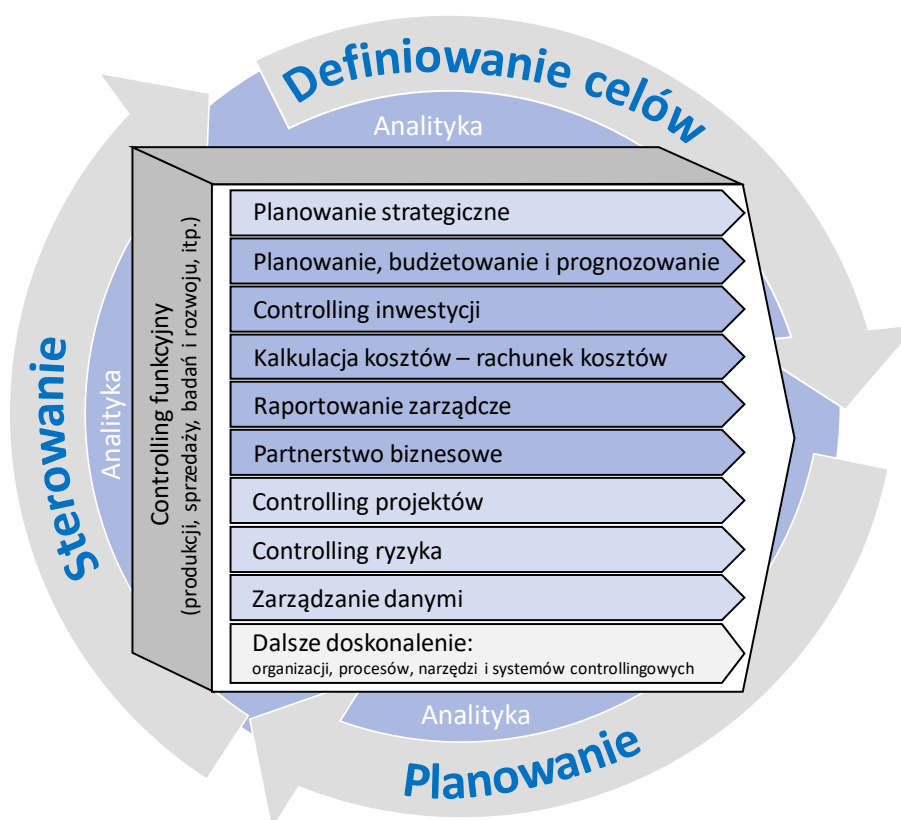 Definiowanie celów
Analityka
Planowanie strategiczne
Planowanie, budżetowanie i prognozowanie
Controlling inwestycji
Kalkulacja kosztów – rachunek kosztów
Raportowanie zarządcze
Partnerstwo biznesowe
Controlling projektów
Controlling ryzyka
Zarządzanie danymi
Dalsze doskonalenie:
organizacji, procesów, narzędzi i systemów controllingowych
Controlling funkcyjny
(produkcji, sprzedaży, badań i rozwoju, itp.)
Analityka
Sterowanie
Analityka
Planowanie